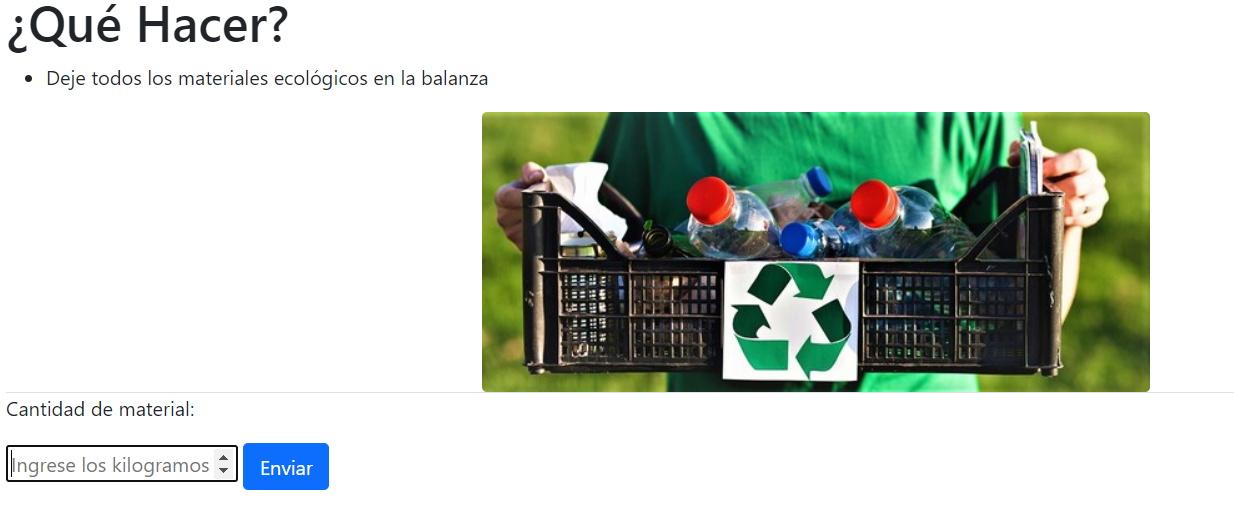 ¿Qué Hacer?
Deje todos los materiales ecológicos en la balanza
Cantidad de material:
Ingrese los kilogramos
Enviar